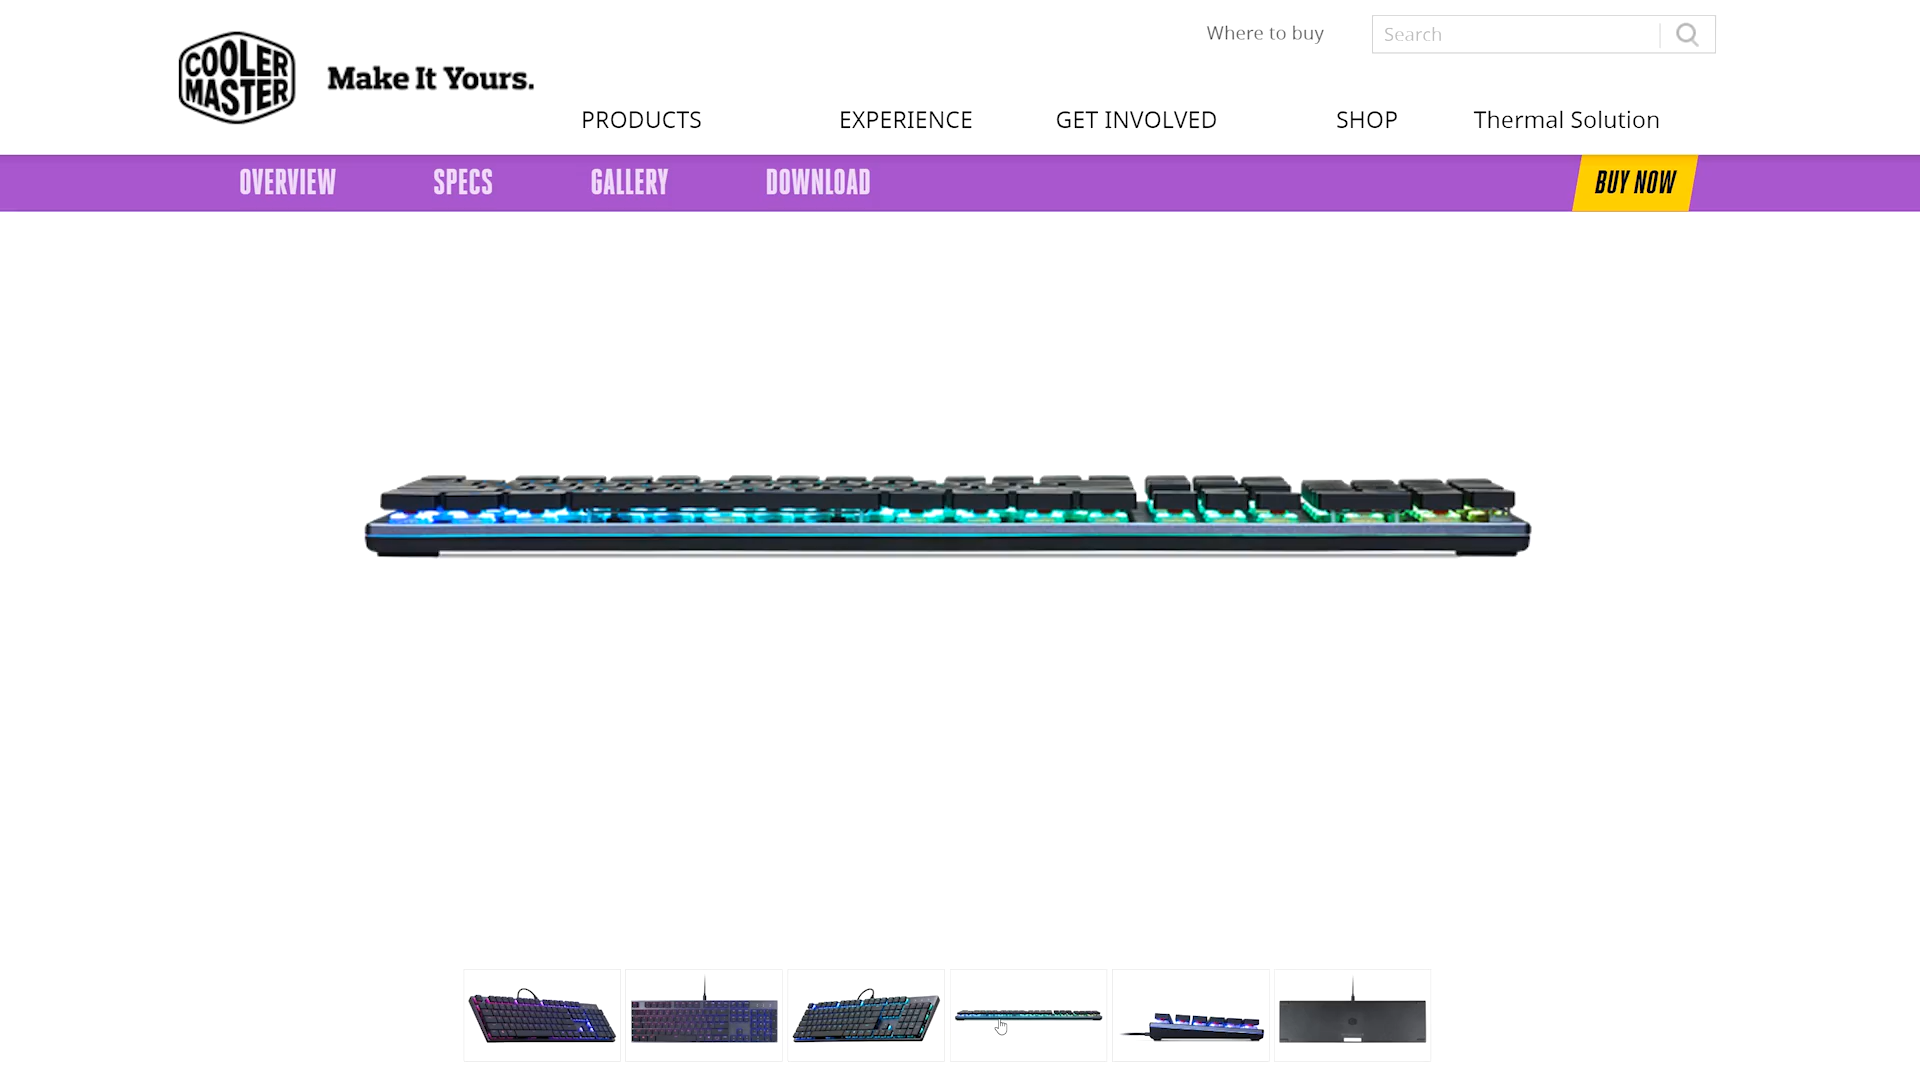 Where to buy
Search
COOLER
MASTER
Make It Yours.
PRODUCTS
EXPERIENCE
GET INVOLVED
SHOP
Thermal Solution
OVERVIEW
SPECS
GALLERY
DOWNLOAD
BUY NOW